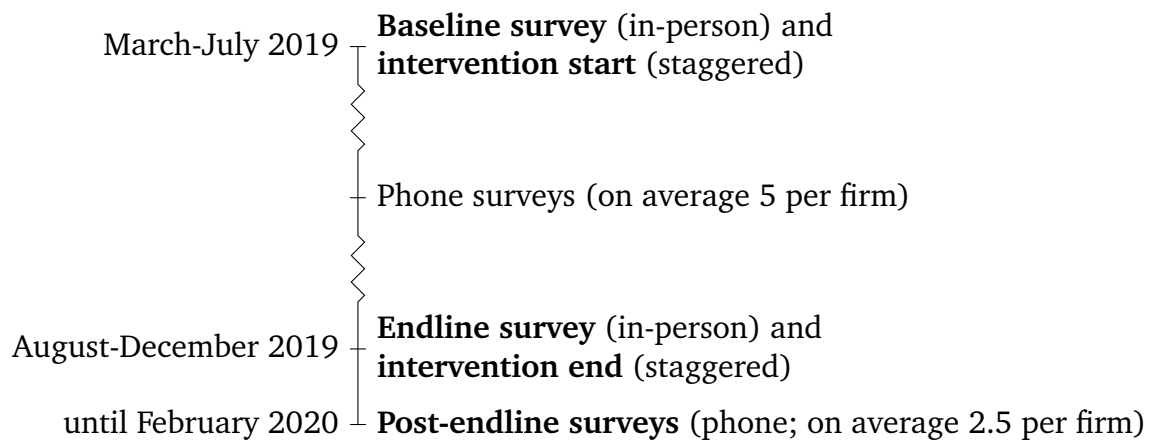 March-July 2019
Baseline survey (in-person) and
intervention start (staggered)
Phone surveys (on average 5 per firm)
August-December 2019
Endline survey (in-person) and
intervention end (staggered)
until February 2020
Post-endline surveys (phone; on average 2.5 per firm)